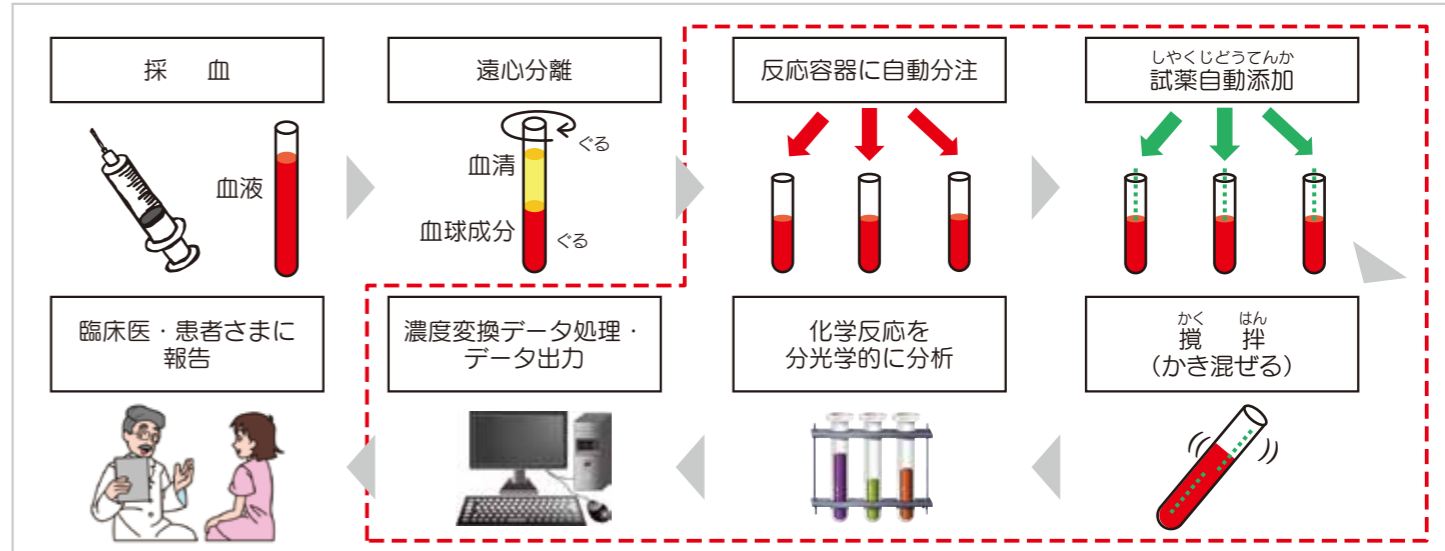 採　血
血液
遠心分離
ぐる
血清
血球成分
ぐる
反応容器に自動分注
しやくじどうてんか
試薬自動添加
かく　はん
撹　拌
（かき混ぜる）
化学反応を
分光学的に分析
濃度変換データ処理・
データ出力
臨床医・患者さまに
報告